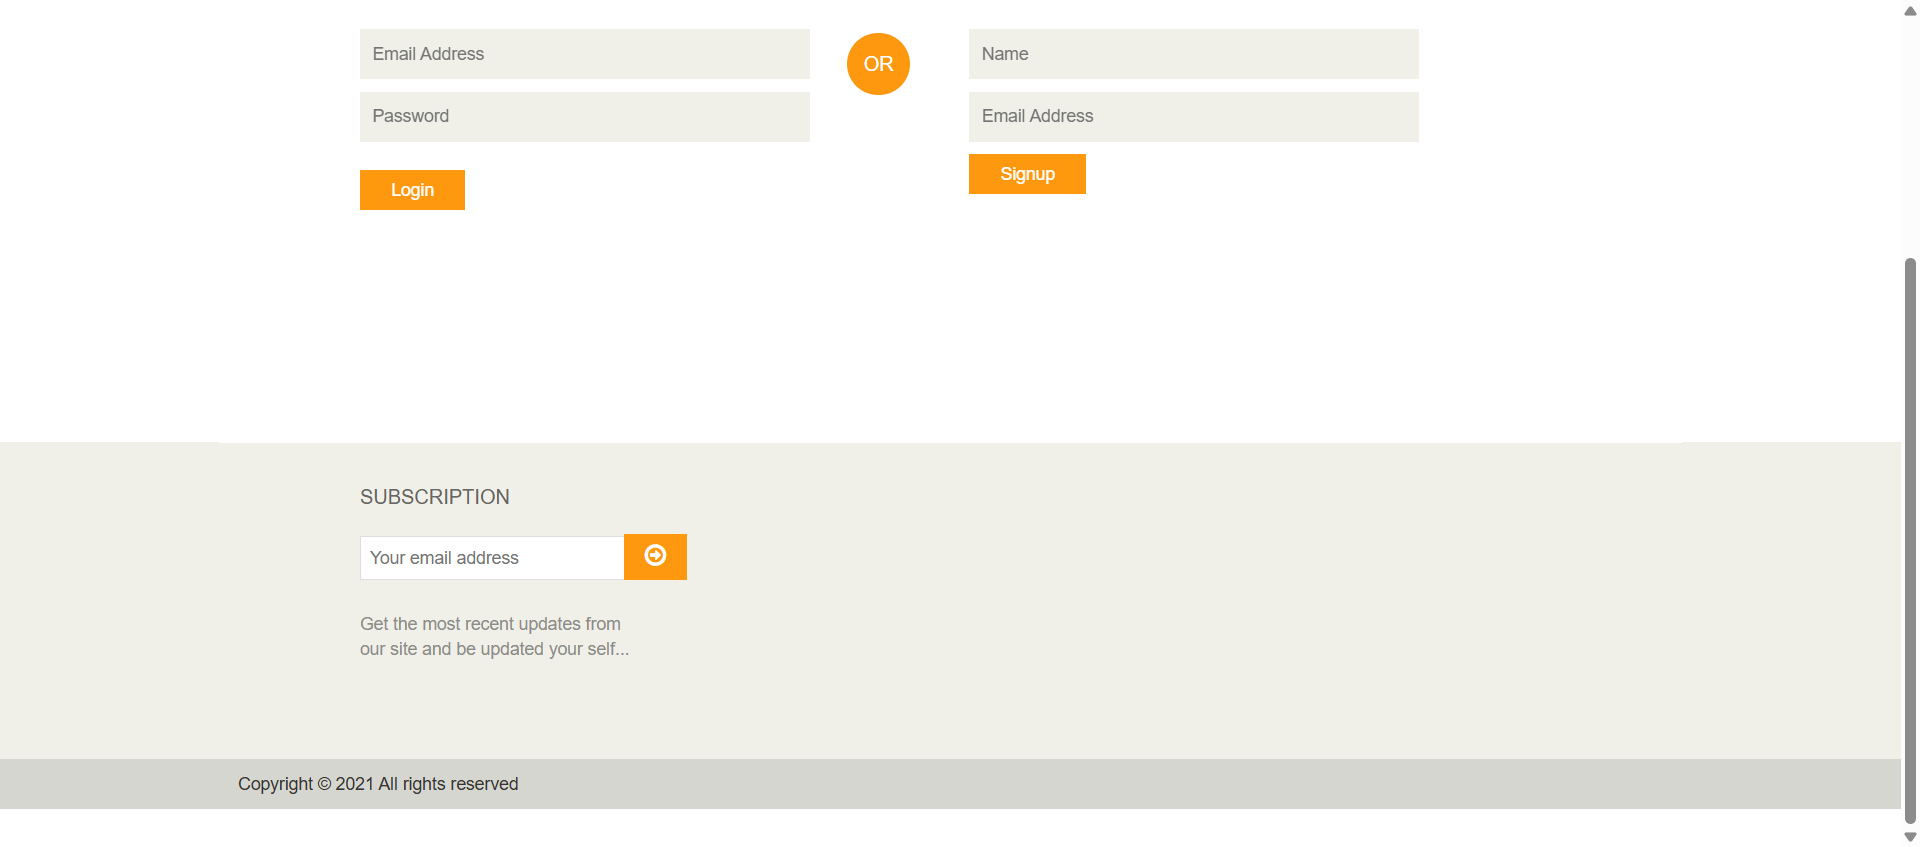 Email Address
Password
Login
OR
Name
Email Address
Signup
SUBSCRIPTION
Your email address
Get the most recent updates from
our site and be updated your self...
Copyright © 2021 All rights reserved